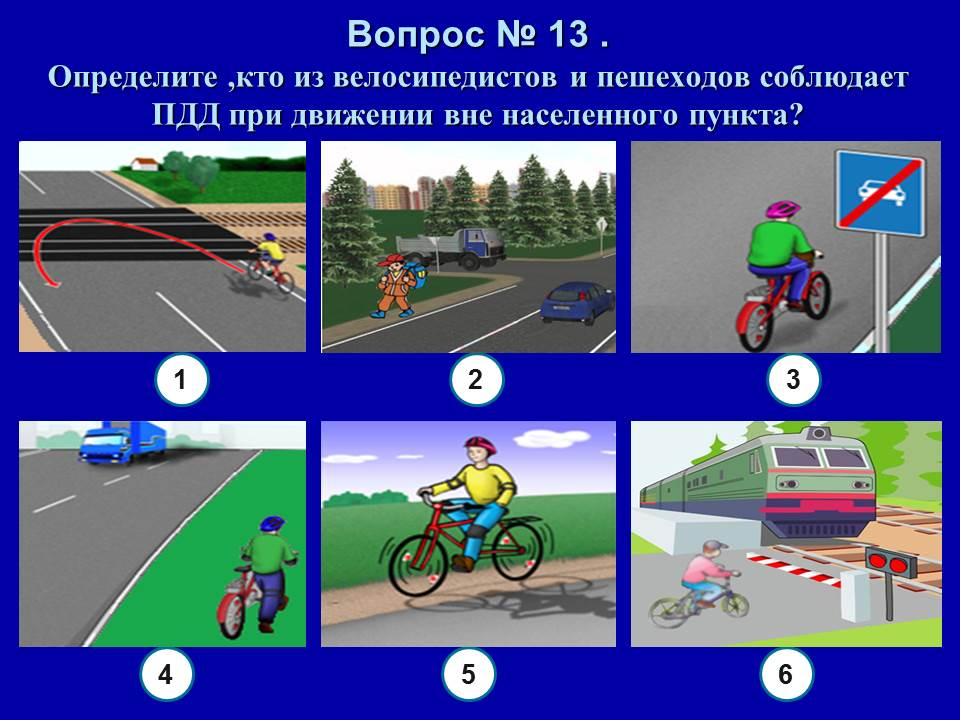 Вопрос № 13 .
Определите ,кто из велосипедистов и пешеходов соблюдает
ПДД при движении вне населенного пункта?
1
2
3
4
5
6